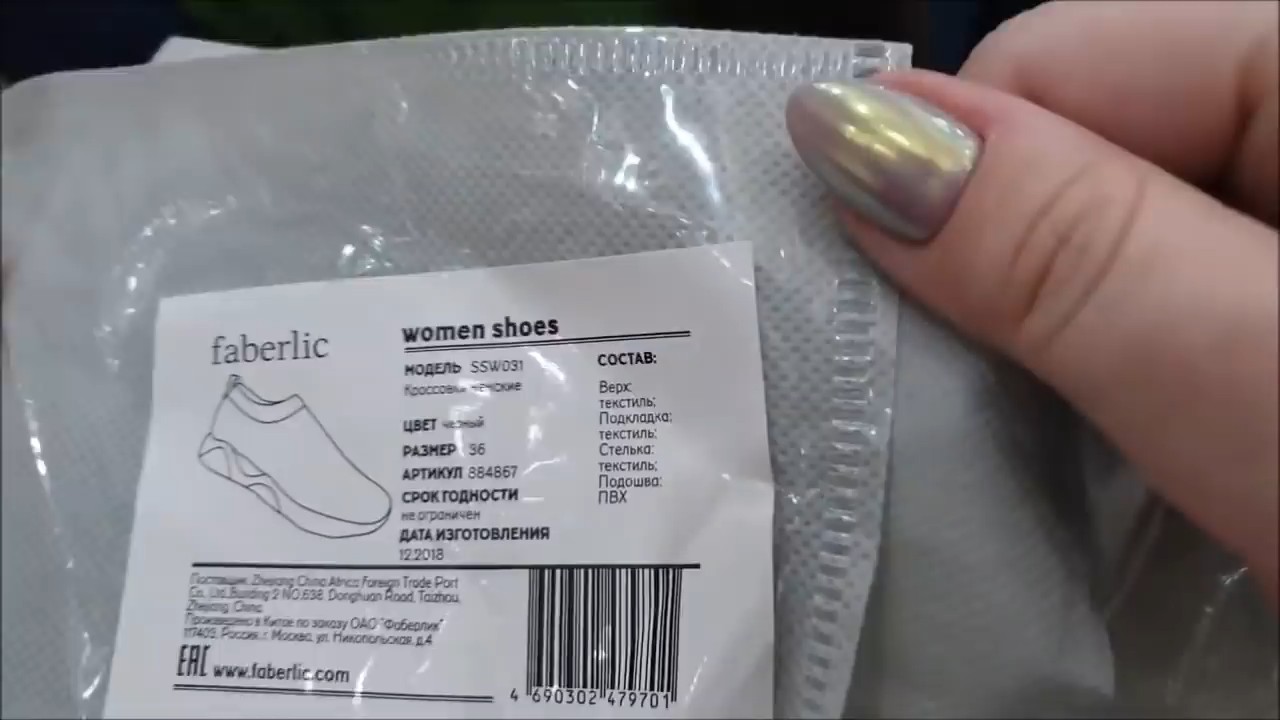 faberlic
women shoes
МОДЕЛЬ SSW031
Кроссовки женские
ЦВЕТ черный
РАЗМЕР 36
АРТИКУЛ 884867
СРОК ГОДНОСТИ
не ограничен
ДАТА ИЗГОТОВЛЕНИЯ
12.2018
СОСТАВ:
Верх:
текстиль;
Подкладка:
текстиль;
Стелька:
текстиль;
Подошва:
ПВХ
Поставщик: Zhejiang China Africa Foreign Trade Port
Co., Ltd, Building 2 NO.638, Donghuan Road, Taizhou,
Zhejiang, China
Произведено в Китае по заказу ОАО "Фаберлик"
117405, Россия, г. Москва, ул. Никопольская, д.4
EAC www.faberlic.com
4 690302 479701